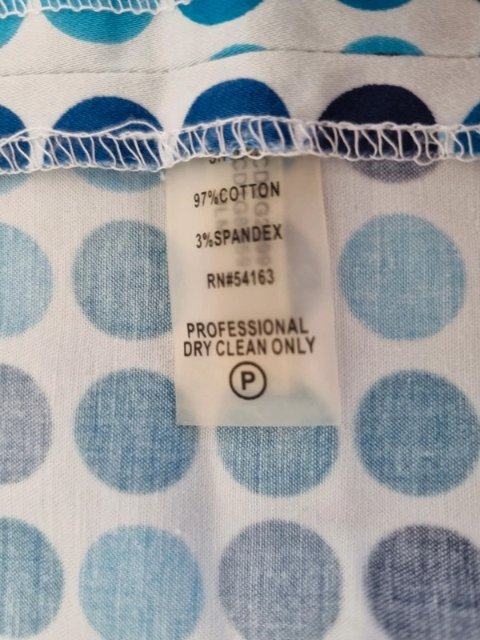 97%COTTON
3%SPANDEX
RN#54163
PROFESSIONAL
DRY CLEAN ONLY
P